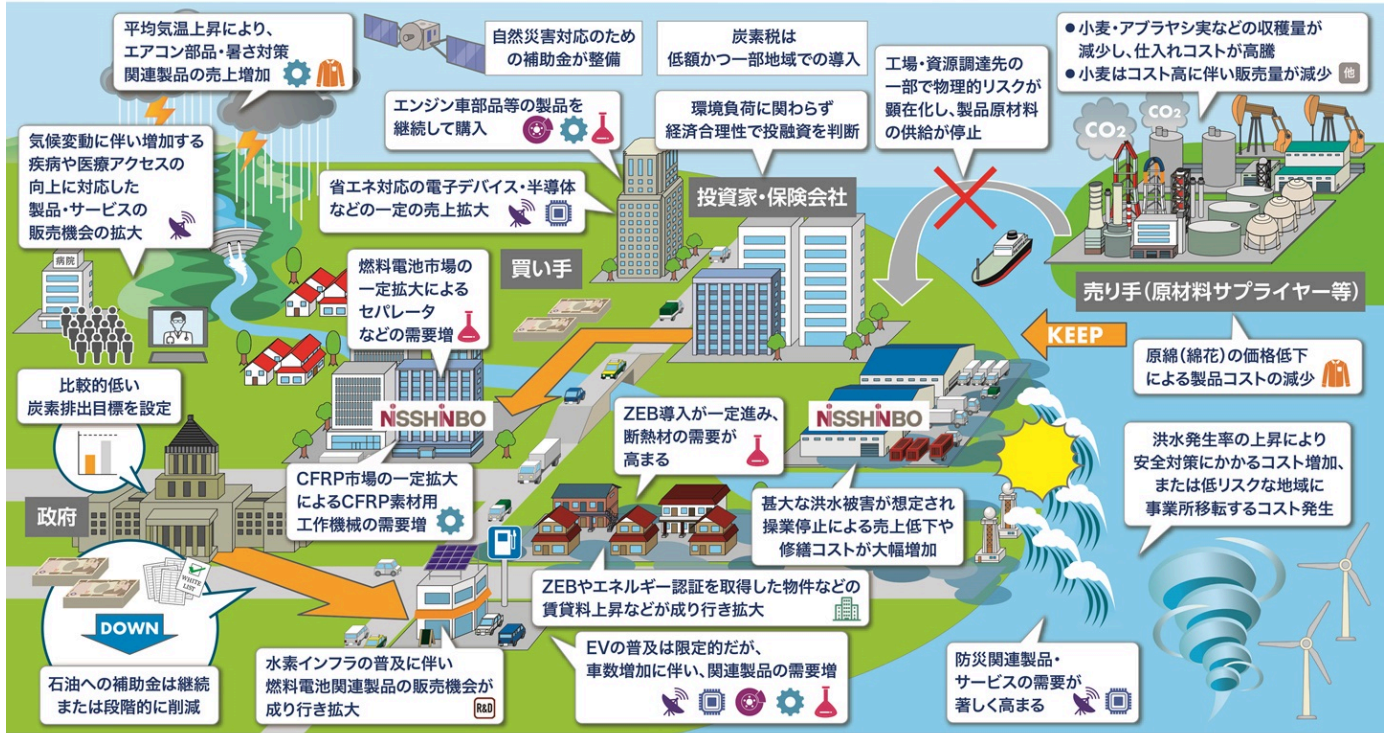 平均気温上昇により、
エアコン部品・暑さ対策
関連製品の売上増加
自然災害対応のため
の補助金が整備
炭素税は
低額かつ一部地域での導入
工場・資源調達先の
一部で物理的リスクが
顕在化し、製品原材料
の供給が停止
● 小麦・アブラヤシ実などの収穫量が
減少し、仕入れコストが高騰
● 小麦はコスト高に伴い販売量が減少 他
CO2
CO2
エンジン車部品等の製品を
継続して購入
環境負荷に関わらず
経済合理性で投融資を判断
気候変動に伴い増加する
疾病や医療アクセスの
向上に対応した
製品・サービスの
販売機会の拡大
省エネ対応の電子デバイス・半導体
などの一定の売上拡大
投資家・保険会社
病院
買い手
燃料電池市場の
一定拡大による
セパレータ
などの需要増
売り手（原材料サプライヤー等）
KEEP
原綿（綿花）の価格低下
による製品コストの減少
比較的低い
炭素排出目標を設定
NISSHINBO
NISSHINBO
ZEB導入が一定進み、
断熱材の需要が
高まる
洪水発生率の上昇により
安全対策にかかるコスト増加、
または低リスクな地域に
事業所移転するコスト発生
CFRP市場の一定拡大
によるCFRP素材用
工作機械の需要増
甚大な洪水被害が想定され
操業停止による売上低下や
修繕コストが大幅増加
政府
WHITE
LIST
DOWN
石油への補助金は継続
または段階的に削減
ZEBやエネルギー認証を取得した物件などの
賃貸料上昇などが成り行き拡大
水素インフラの普及に伴い
燃料電池関連製品の販売機会が
成り行き拡大 R&D
EVの普及は限定的だが、
車数増加に伴い、関連製品の需要増
防災関連製品・
サービスの需要が
著しく高まる